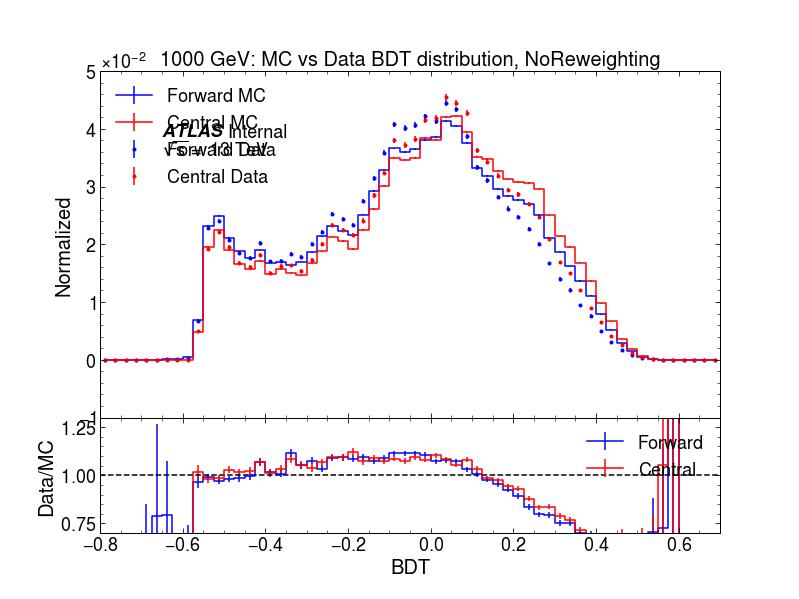 ×10⁻² 1000 GeV: MC vs Data BDT distribution, NoReweighting
5
4
3
2
1
0
−1
Normalized
Forward MC
Central MC
ATLAS Internal
√s = 13 TeV
Forward Data
Central Data
1.25
1.00
0.75
Data/MC
Forward
Central
−0.8 −0.6 −0.4 −0.2 0.0 0.2 0.4 0.6
BDT